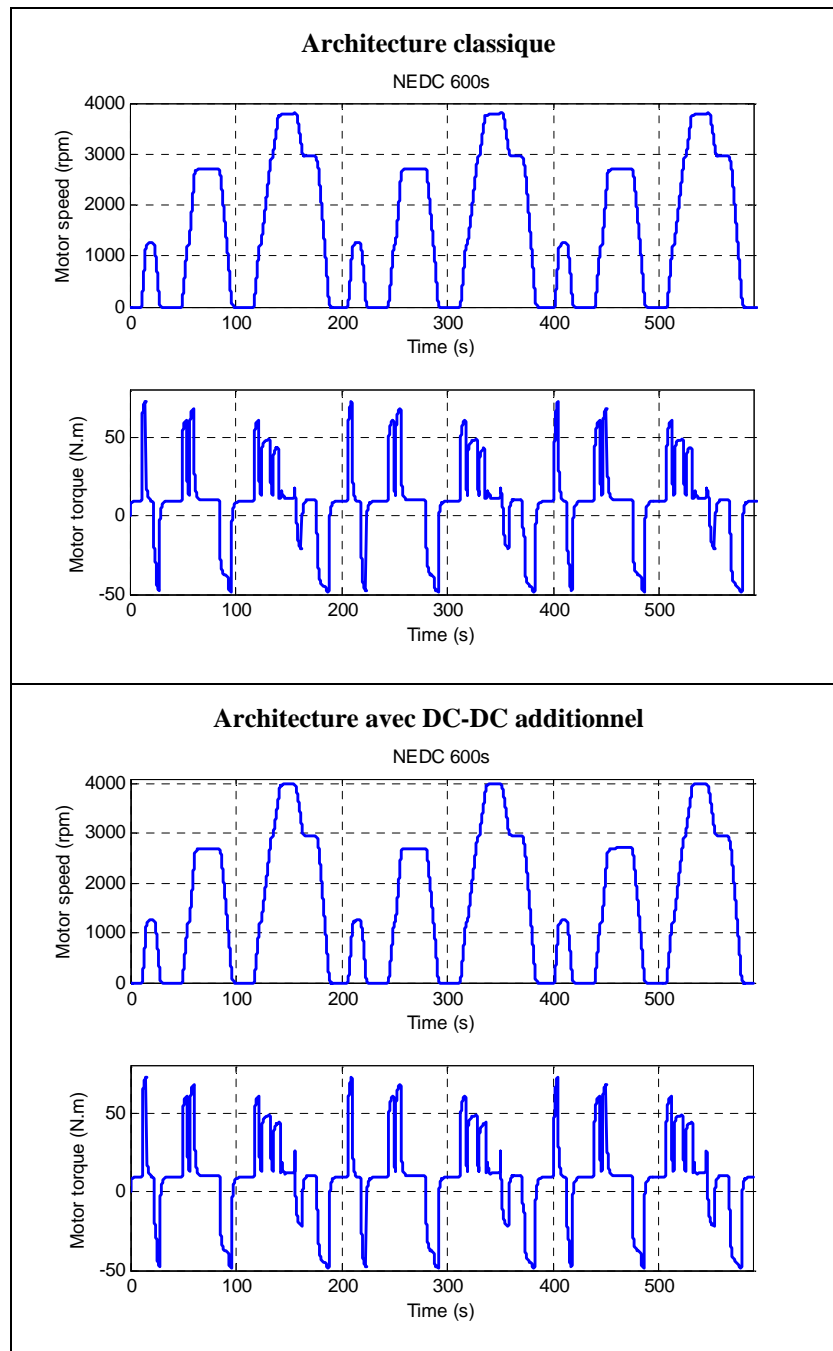 Architecture classique
NEDC 600s
Motor speed (rpm)
4000
3000
2000
1000
0
0 100 200 300 400 500
Time (s)
Motor torque (N.m)
50
0
-50
0 100 200 300 400 500
Time (s)
Architecture avec DC-DC additionnel
NEDC 600s
Motor speed (rpm)
4000
3000
2000
1000
0
0 100 200 300 400 500
Time (s)
Motor torque (N.m)
50
0
-50
0 100 200 300 400 500
Time (s)